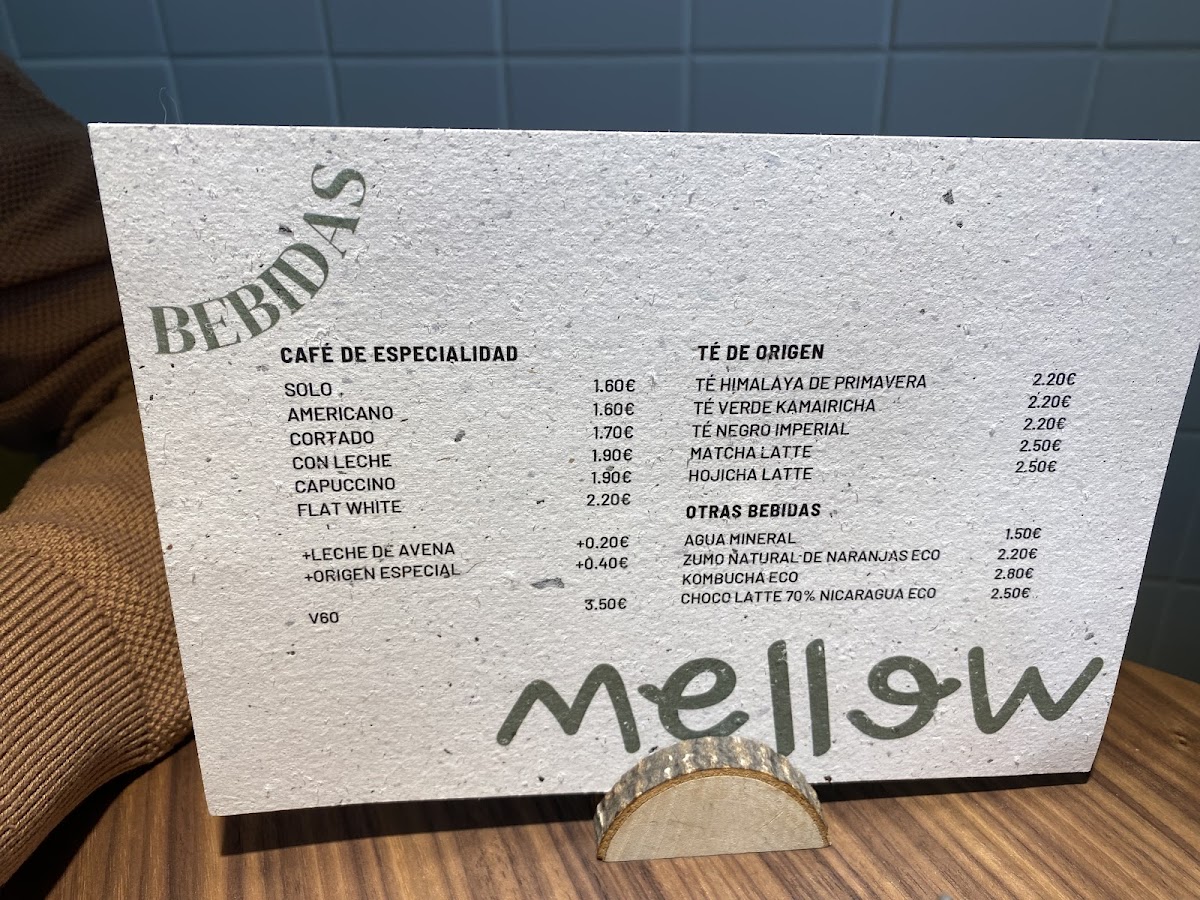 BEBIDAS
CAFÉ DE ESPECIALIDAD
SOLO 1.60€
AMERICANO 1.60€
CORTADO 1.70€
CON LECHE 1.90€
CAPUCCINO 1.90€
FLAT WHITE 2.20€
+LECHE DE AVENA +0.20€
+ORIGEN ESPECIAL +0.40€
V60 3.50€
TÉ DE ORIGEN
TÉ HIMALAYA DE PRIMAVERA 2.20€
TÉ VERDE KAMAIRICHA 2.20€
TÉ NEGRO IMPERIAL 2.20€
MATCHA LATTE 2.50€
HOJICHA LATTE 2.50€
OTRAS BEBIDAS
AGUA MINERAL 1.50€
ZUMO NATURAL DE NARANJAS ECO 2.20€
KOMBUCHA ECO 2.80€
CHOCO LATTE 70% NICARAGUA ECO 2.50€
mellow